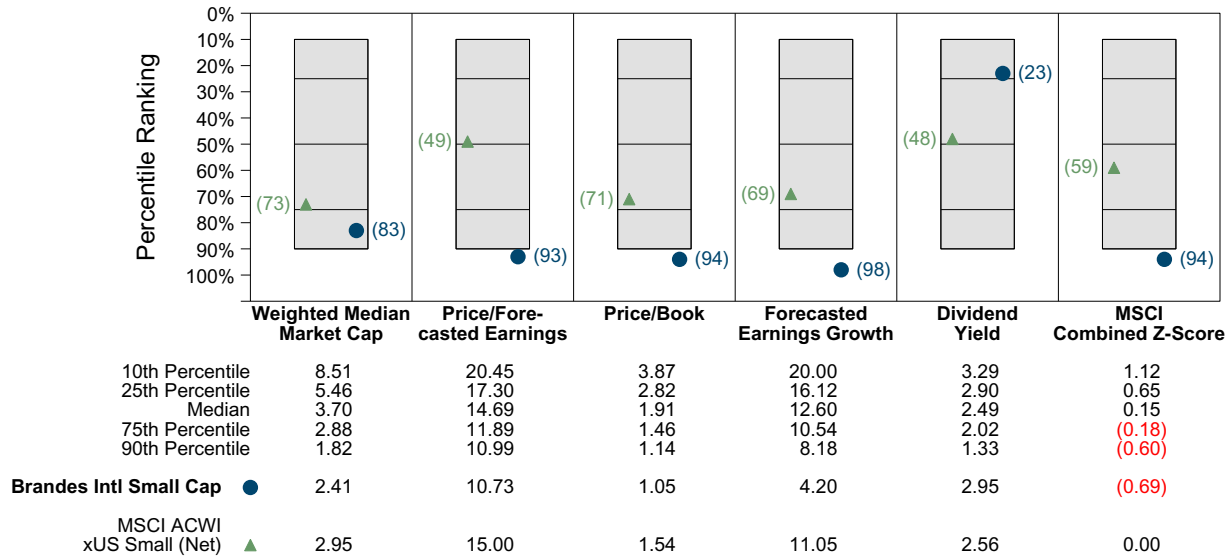 0%
10%
20%
30%
40%
50%
60%
70%
80%
90%
100%
Percentile Ranking
(73)
(83)
(49)
(93)
(71)
(94)
(69)
(98)
(48)
(23)
(59)
(94)
Weighted Median
Market Cap
Price/Fore-
casted Earnings
Price/Book
Forecasted
Earnings Growth
Dividend
Yield
MSCI
Combined Z-Score
10th Percentile 8.51 20.45 3.87 20.00 3.29 1.12
25th Percentile 5.46 17.30 2.82 16.12 2.90 0.65
Median 3.70 14.69 1.91 12.60 2.49 0.15
75th Percentile 2.88 11.89 1.46 10.54 2.02 (0.18)
90th Percentile 1.82 10.99 1.14 8.18 1.33 (0.60)
Brandes Intl Small Cap 2.41 10.73 1.05 4.20 2.95 (0.69)
MSCI ACWI
xUS Small (Net) 2.95 15.00 1.54 11.05 2.56 0.00